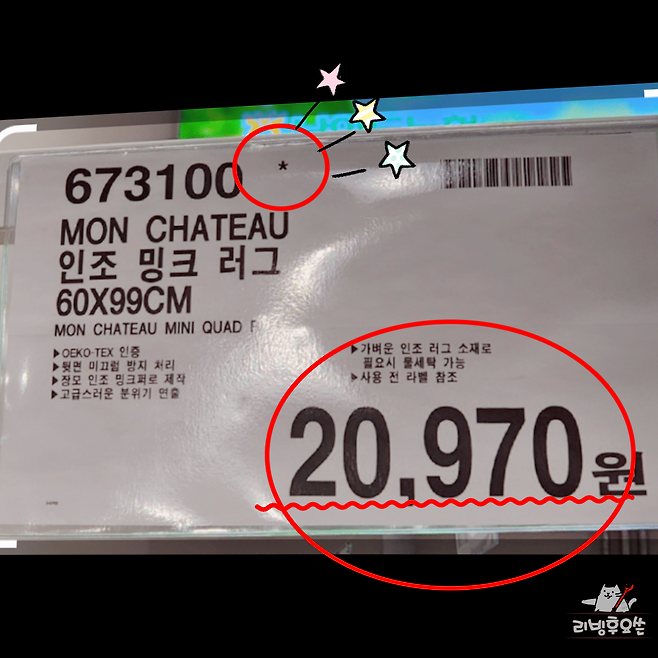 673100 *
MON CHATEAU
인조 밍크 러그
60X99CM
MON CHATEAU MINI QUAD
▶OEKO-TEX 인증
▶뒷면 미끄럼 방지 처리
▶장모 인조 밍크퍼로 제작
▶고급스러운 분위기 연출
▶가벼운 인조 러그 소재로
필요시 물세탁 가능
▶사용 전 라벨 참조
20,970원
리빙후요쓴